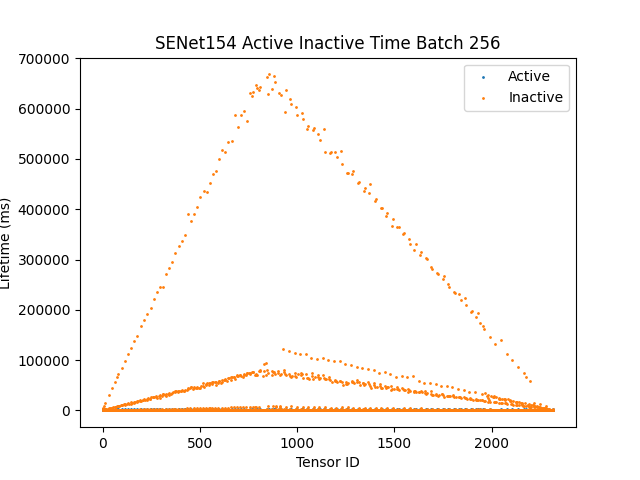 SENet154 Active Inactive Time Batch 256
700000
600000
500000
400000
300000
200000
100000
0
Lifetime (ms)
Active
Inactive
0
500
1000
1500
2000
Tensor ID